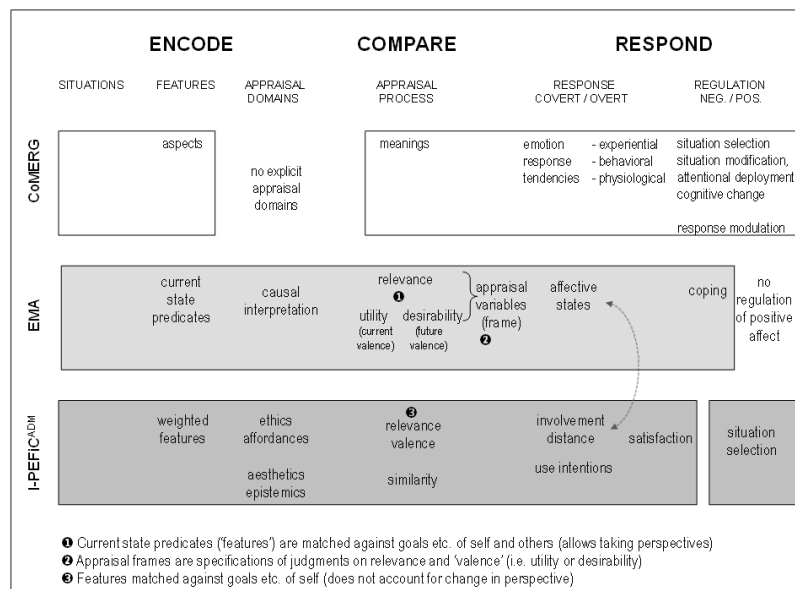 ENCODE COMPARE RESPOND
SITUATIONS FEATURES APPRAISAL DOMAINS APPRAISAL PROCESS RESPONSE COVERT / OVERT REGULATION NEG. / POS.
CoMERG
aspects
no explicit
appraisal
domains
meanings
emotion - experiential
response - behavioral
tendencies - physiological
situation selection
situation modification,
attentional deployment
cognitive change
response modulation
EMA
current
state
predicates
causal
interpretation
relevance
❶
utility desirability
(current (future
valence) valence)
appraisal
variables
(frame)
❷
affective
states
coping
no
regulation
of positive
affect
I-PEFiC^ADM
weighted
features
ethics
affordances
aesthetics
epistemics
❸
relevance
valence
similarity
involvement
distance
use intentions
satisfaction
situation
selection
❶ Current state predicates ('features') are matched against goals etc. of self and others (allows taking perspectives)
❷ Appraisal frames are specifications of judgments on relevance and 'valence' (i.e. utility or desirability)
❸ Features matched against goals etc. of self (does not account for change in perspective)